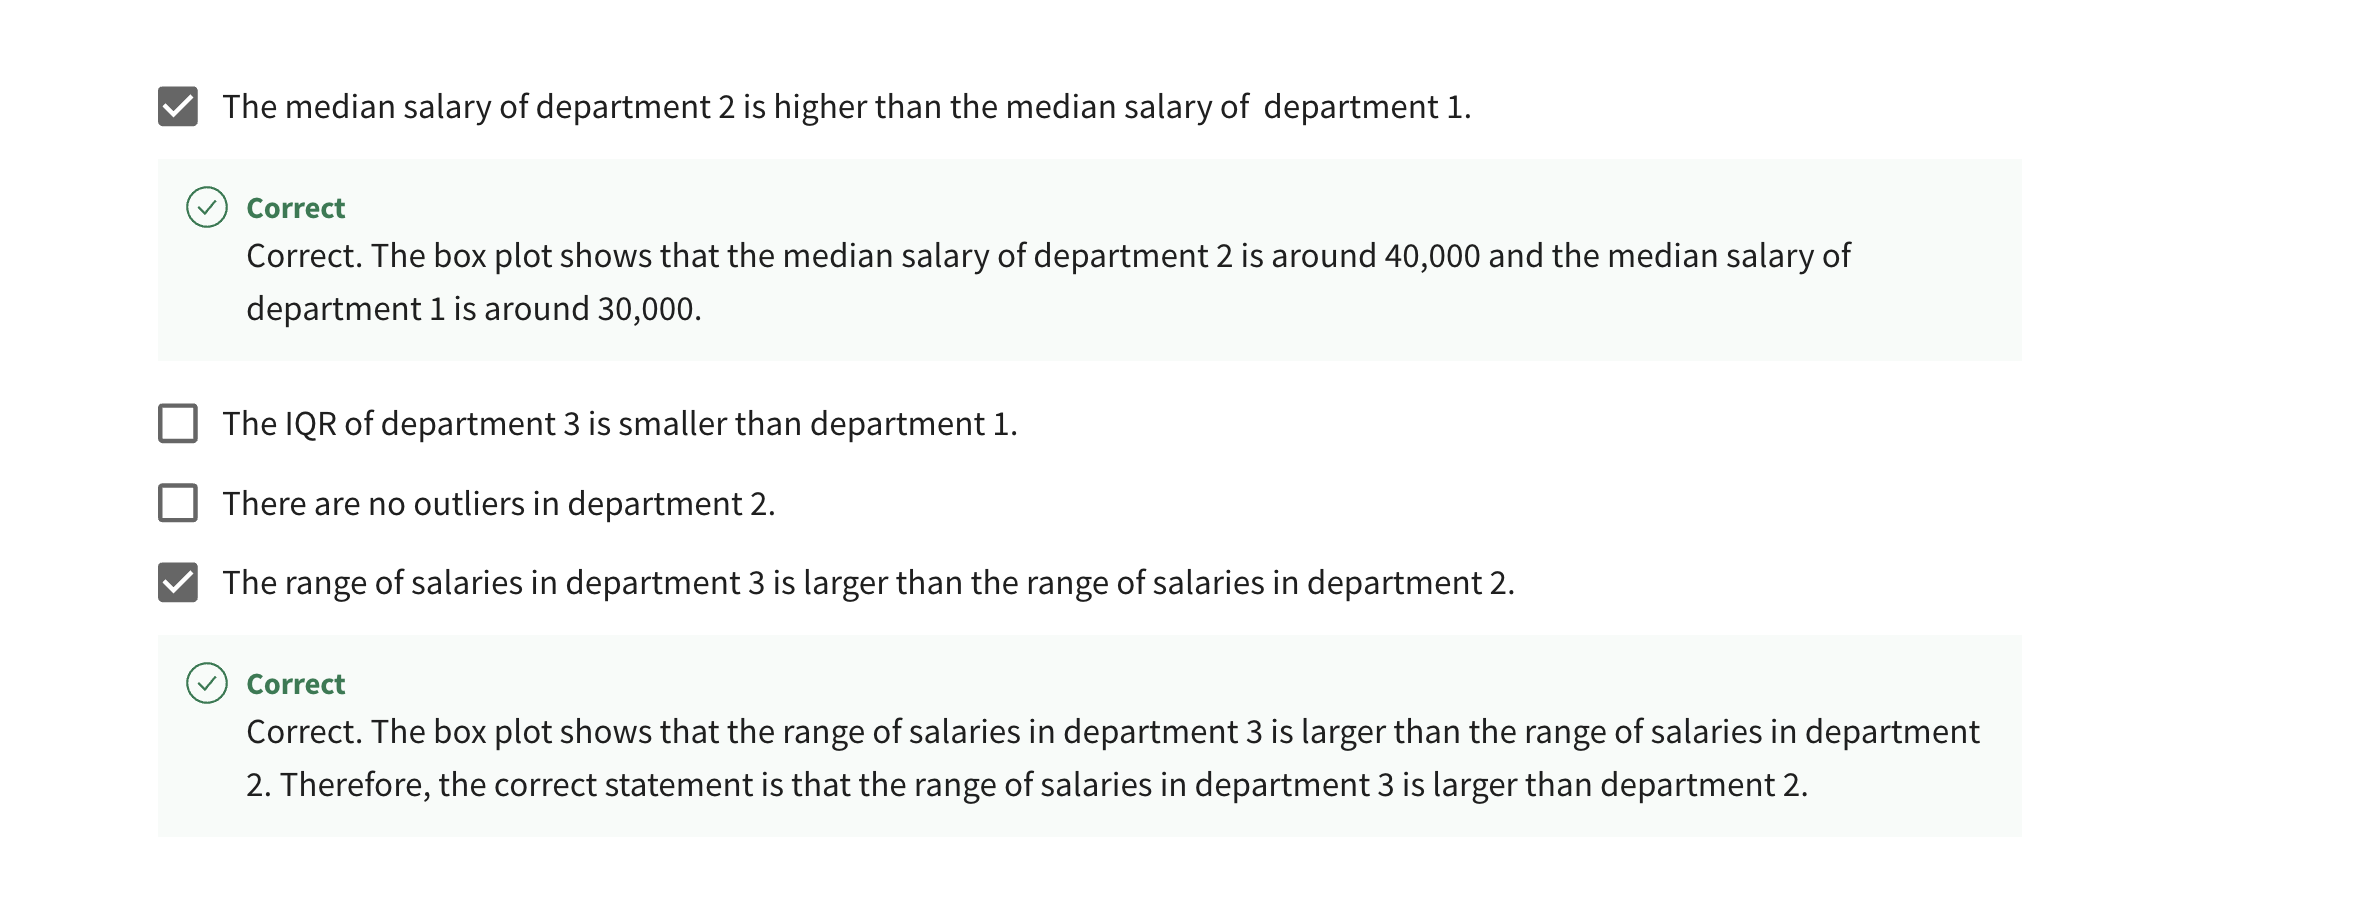 The median salary of department 2 is higher than the median salary of  department 1.
Correct
Correct. The box plot shows that the median salary of department 2 is around 40,000 and the median salary of
department 1 is around 30,000.
The IQR of department 3 is smaller than department 1.
There are no outliers in department 2.
The range of salaries in department 3 is larger than the range of salaries in department 2.
Correct
Correct. The box plot shows that the range of salaries in department 3 is larger than the range of salaries in department
2. Therefore, the correct statement is that the range of salaries in department 3 is larger than department 2.